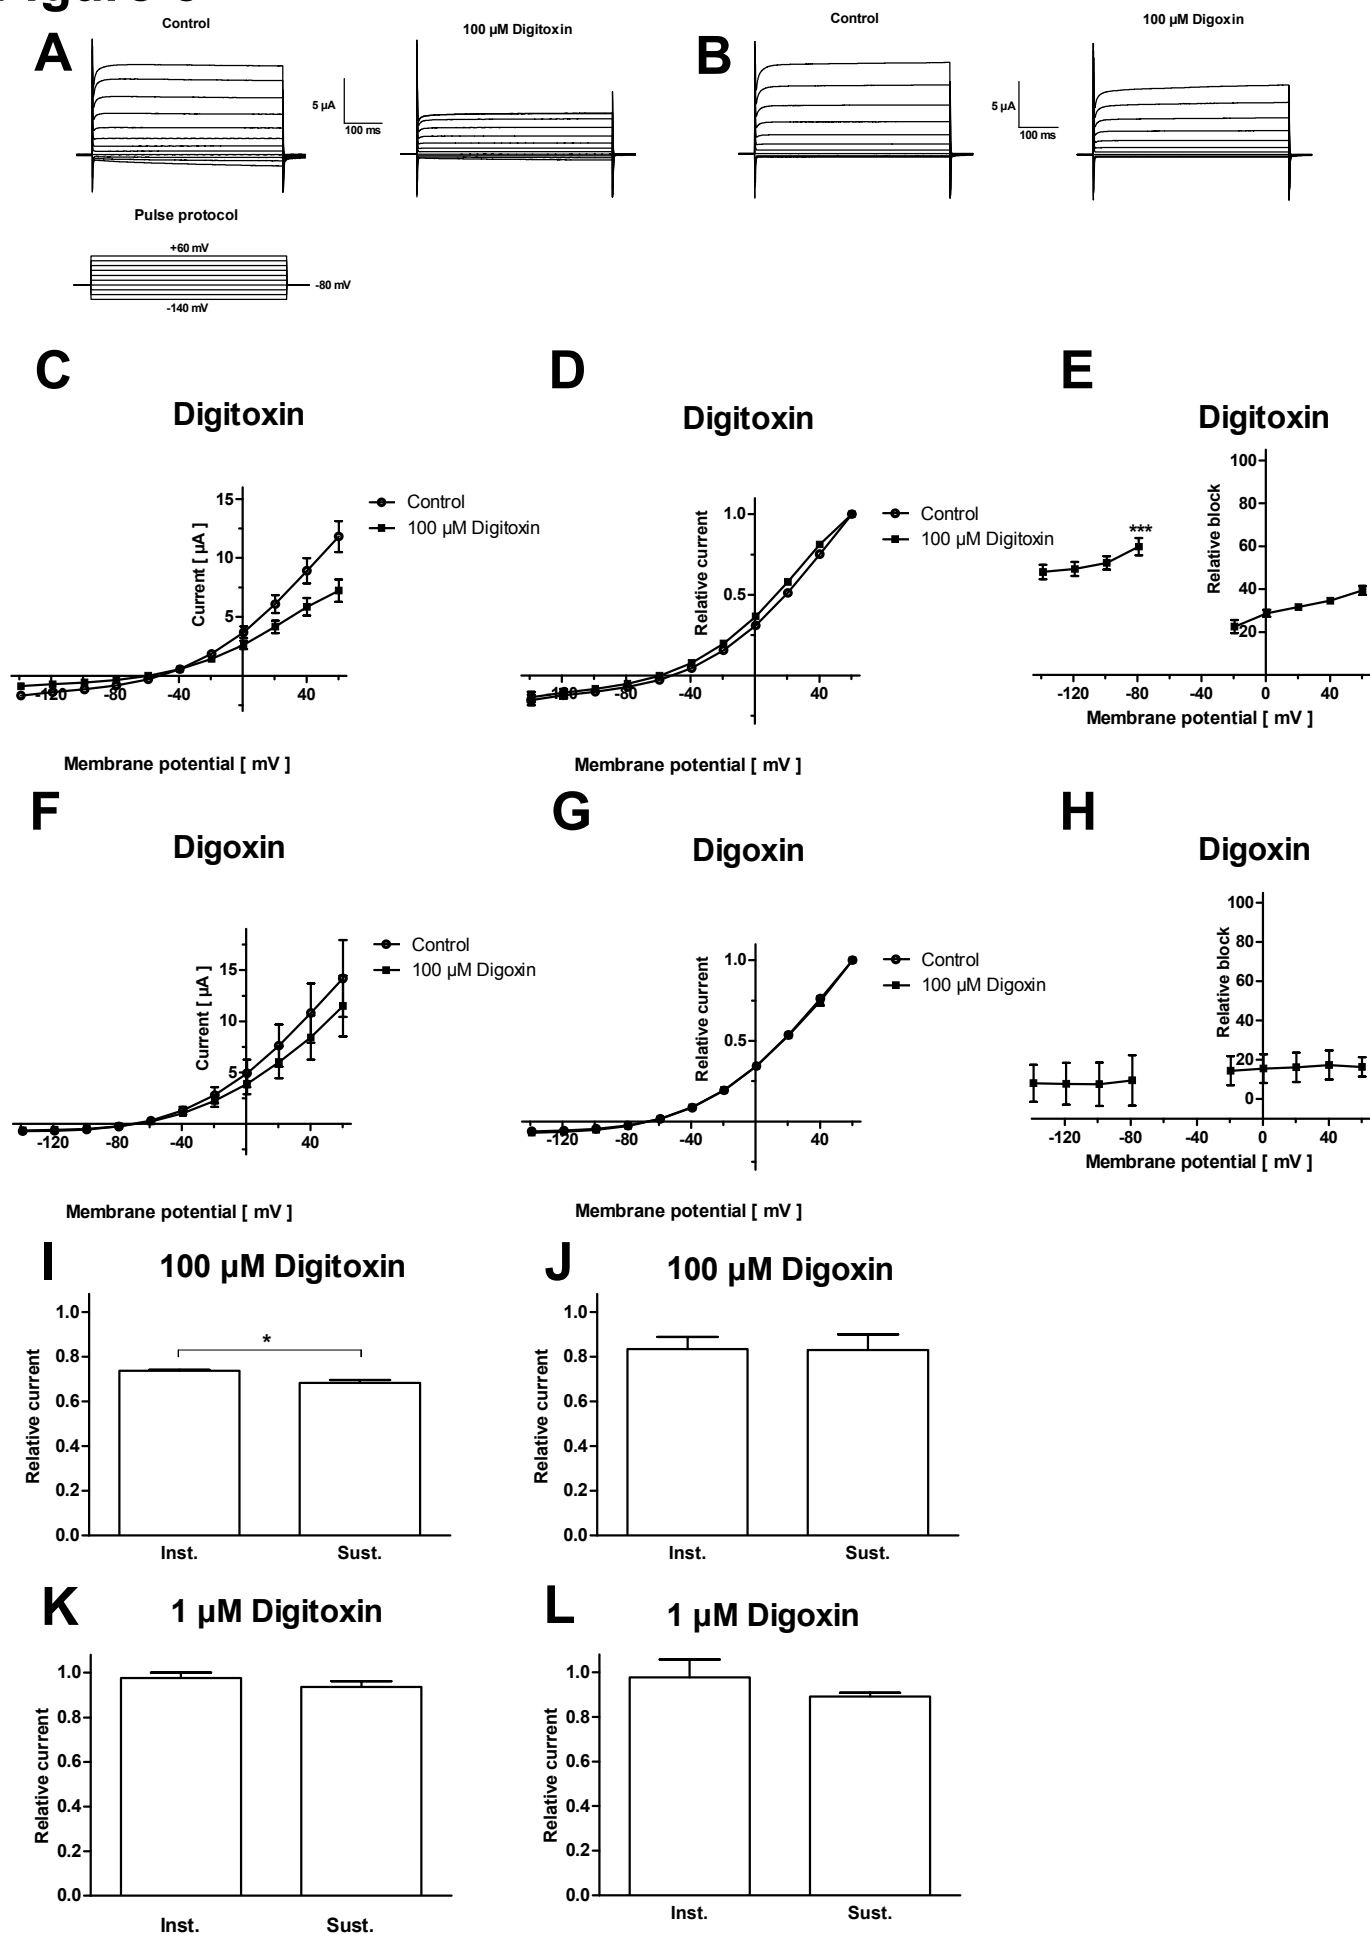 A
Control
100 µM Digitoxin
5 µA
100 ms
B
Control
100 µM Digoxin
5 µA
100 ms
Pulse protocol
+60 mV
-80 mV
-140 mV
C
Digitoxin
Current [ µA ]
15
10
5
-120
-80
-40
40
Control
100 µM Digitoxin
Membrane potential [ mV ]
D
Digitoxin
Relative current
1.0
0.5
-120
-80
-40
40
Control
100 µM Digitoxin
Membrane potential [ mV ]
E
Digitoxin
Relative block
100
80
60
40
20
***
-120
-80
-40
0
40
Membrane potential [ mV ]
F
Digoxin
Current [ µA ]
15
10
5
-120
-80
-40
40
Control
100 µM Digoxin
Membrane potential [ mV ]
G
Digoxin
Relative current
1.0
0.5
-120
-80
-40
40
Control
100 µM Digoxin
Membrane potential [ mV ]
H
Digoxin
Relative block
100
80
60
40
20
0
-120
-80
-40
0
40
Membrane potential [ mV ]
I
100 µM Digitoxin
Relative current
1.0
0.8
0.6
0.4
0.2
0.0
*
Inst.
Sust.
J
100 µM Digoxin
Relative current
1.0
0.8
0.6
0.4
0.2
0.0
Inst.
Sust.
K
1 µM Digitoxin
Relative current
1.0
0.8
0.6
0.4
0.2
0.0
Inst.
Sust.
L
1 µM Digoxin
Relative current
1.0
0.8
0.6
0.4
0.2
0.0
Inst.
Sust.